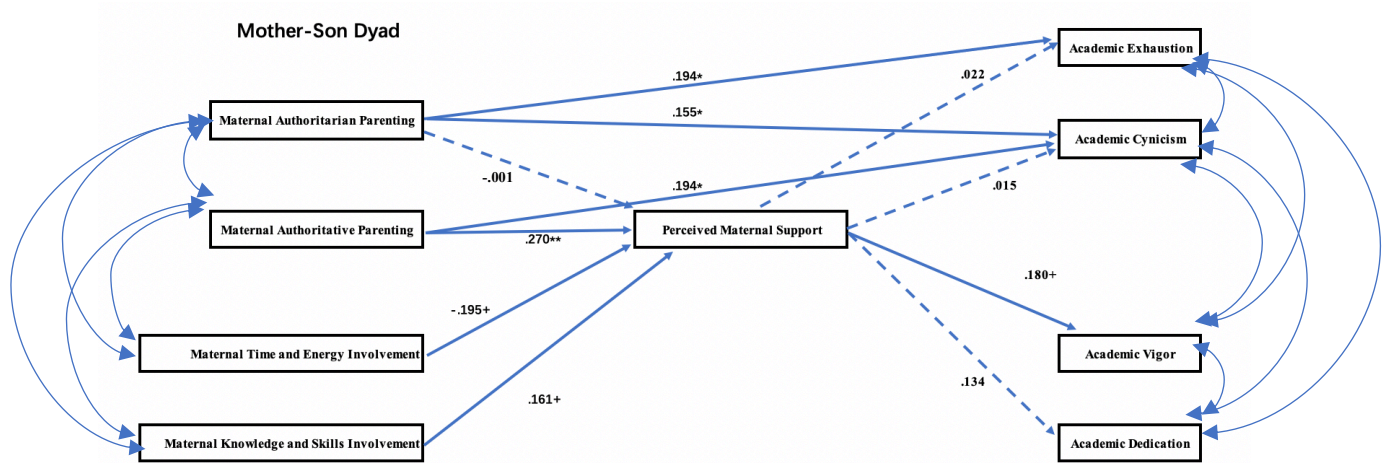 Mother-Son Dyad
Academic Exhaustion
.194*
.022
Maternal Authoritarian Parenting
.155*
Academic Cynicism
-.001
.194*
.015
Maternal Authoritative Parenting
.270**
Perceived Maternal Support
.180+
-.195+
Maternal Time and Energy Involvement
Academic Vigor
.134
.161+
Maternal Knowledge and Skills Involvement
Academic Dedication